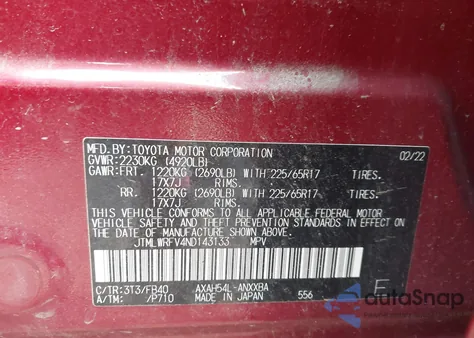 MFD.BY:TOYOTA MOTOR CORPORATION 02/22
GVWR:2230KG (4920LB)
GAWR:FRT. 1220KG (2690LB) WITH 225/65R17 TIRES.
17X7J RIMS.
RR. 1220KG (2690LB) WITH 225/65R17 TIRES.
17X7J RIMS.
THIS VEHICLE CONFORMS TO ALL APPLICABLE FEDERAL MOTOR
VEHICLE SAFETY, BUMPER, AND THEFT PREVENTION STANDARDS IN
EFFECT ON THE DATE OF MANUFACTURE SHOWN ABOVE.
JTMLWRFV4ND143133 MPV
C/TR:3T3/FB40 AXAH54L-ANXXBA F
A/TM: /P710 MADE IN JAPAN 556
autoSnap